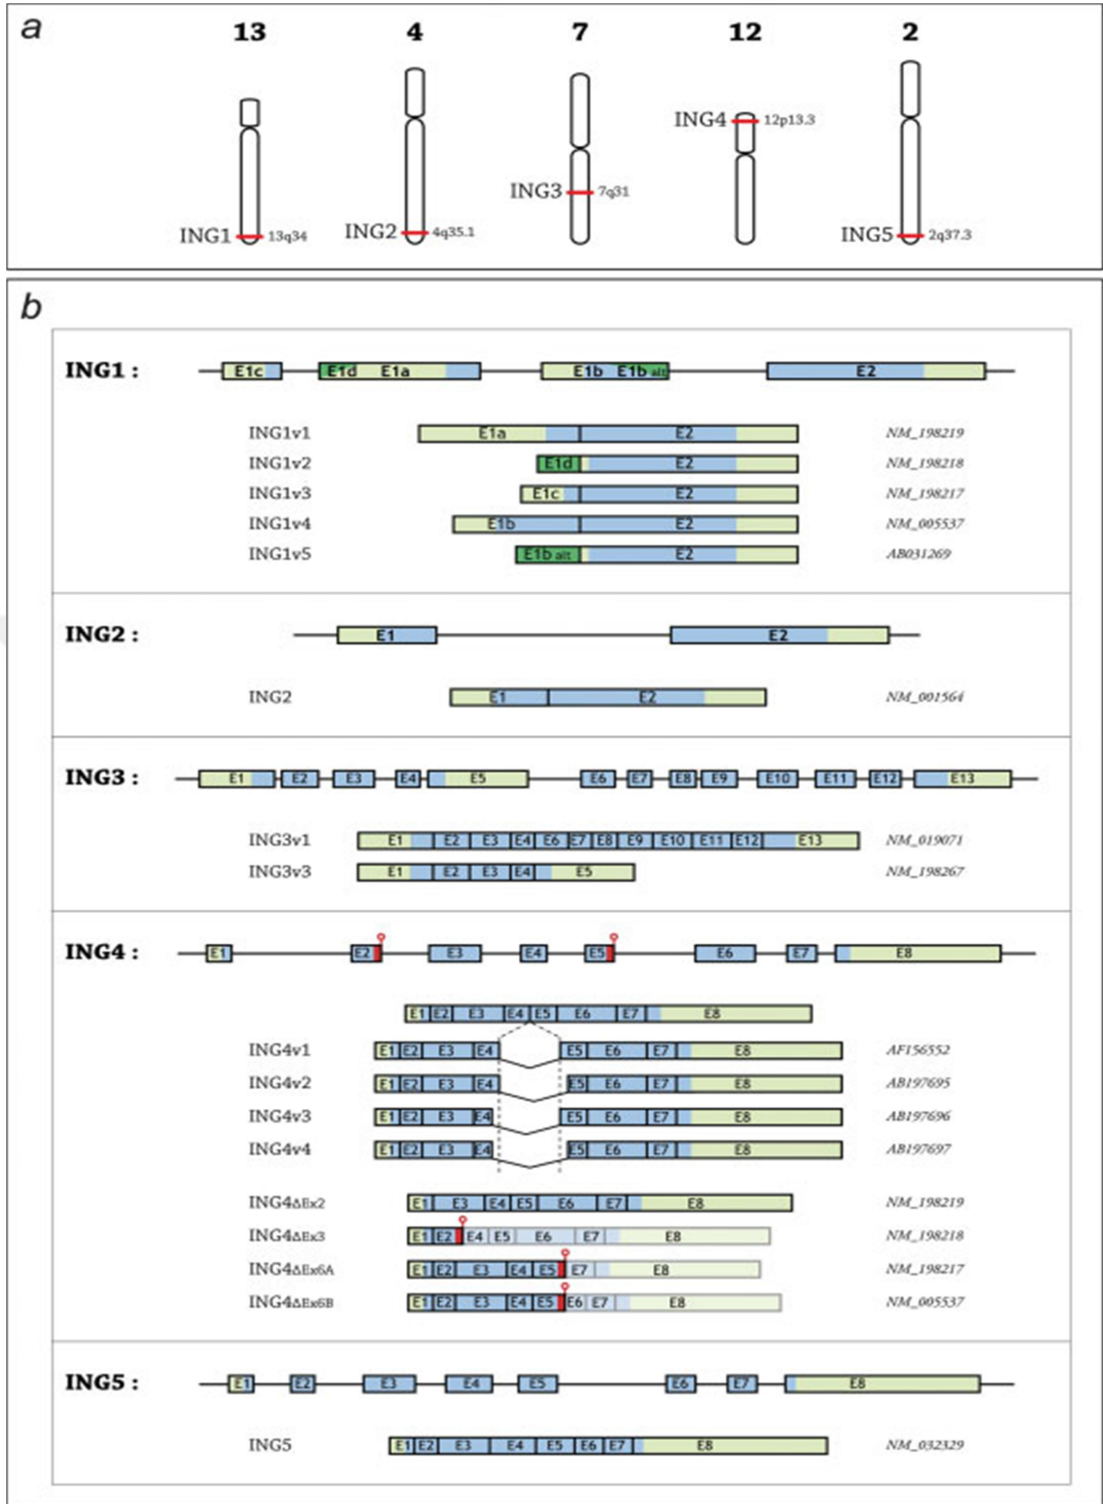 a
13 4 7 12 2
ING4 12p13.3
ING3 7q31
ING1 13q34 ING2 4q35.1 ING5 2q37.3
b
ING1 : E1c E1d E1a E1b E1b alt E2
ING1v1 E1a E2 NM_198219
ING1v2 E1d E2 NM_198218
ING1v3 E1c E2 NM_198217
ING1v4 E1b E2 NM_005537
ING1v5 E1b alt E2 AB031269
ING2 : E1 E2
ING2 E1 E2 NM_001564
ING3 : E1 E2 E3 E4 E5 E6 E7 E8 E9 E10 E11 E12 E13
ING3v1 E1 E2 E3 E4 E6 E7 E8 E9 E10 E11 E12 E13 NM_019071
ING3v3 E1 E2 E3 E4 E5 NM_198267
ING4 : E1 E2 E3 E4 E5 E6 E7 E8
E1 E2 E3 E4 E5 E6 E7 E8
ING4v1 E1 E2 E3 E4 E5 E6 E7 E8 AF156552
ING4v2 E1 E2 E3 E4 E5 E6 E7 E8 AB197695
ING4v3 E1 E2 E3 E4 E5 E6 E7 E8 AB197696
ING4v4 E1 E2 E3 E4 E5 E6 E7 E8 AB197697
ING4ΔEx2 E1 E3 E4 E5 E6 E7 E8 NM_198219
ING4ΔEx3 E1 E2 E4 E5 E6 E7 E8 NM_198218
ING4ΔEx6A E1 E2 E3 E4 E5 E7 E8 NM_198217
ING4ΔEx6B E1 E2 E3 E4 E5 E6 E7 E8 NM_005537
ING5 : E1 E2 E3 E4 E5 E6 E7 E8
ING5 E1 E2 E3 E4 E5 E6 E7 E8 NM_032329